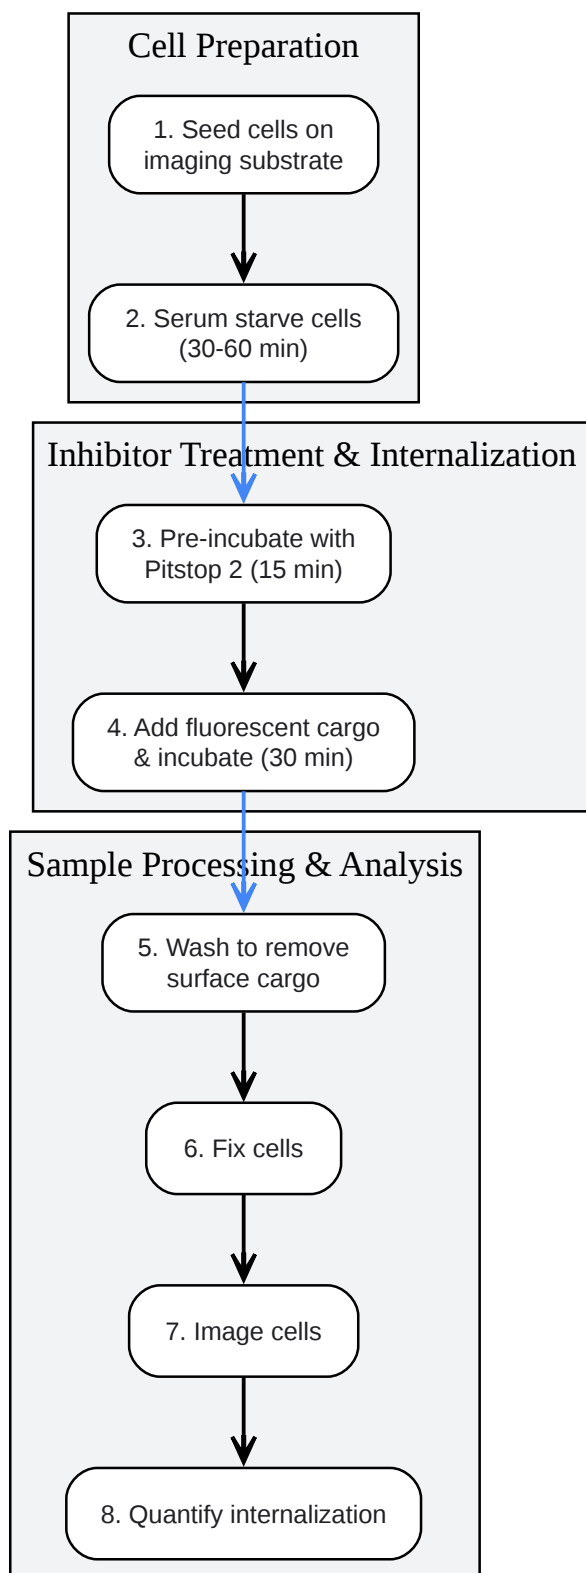 Cell Preparation
1. Seed cells on
imaging substrate
2. Serum starve cells
(30-60 min)
Inhibitor Treatment & Internalization
3. Pre-incubate with
Pitstop 2 (15 min)
4. Add fluorescent cargo
& incubate (30 min)
Sample Processing & Analysis
5. Wash to remove
surface cargo
6. Fix cells
7. Image cells
8. Quantify internalization